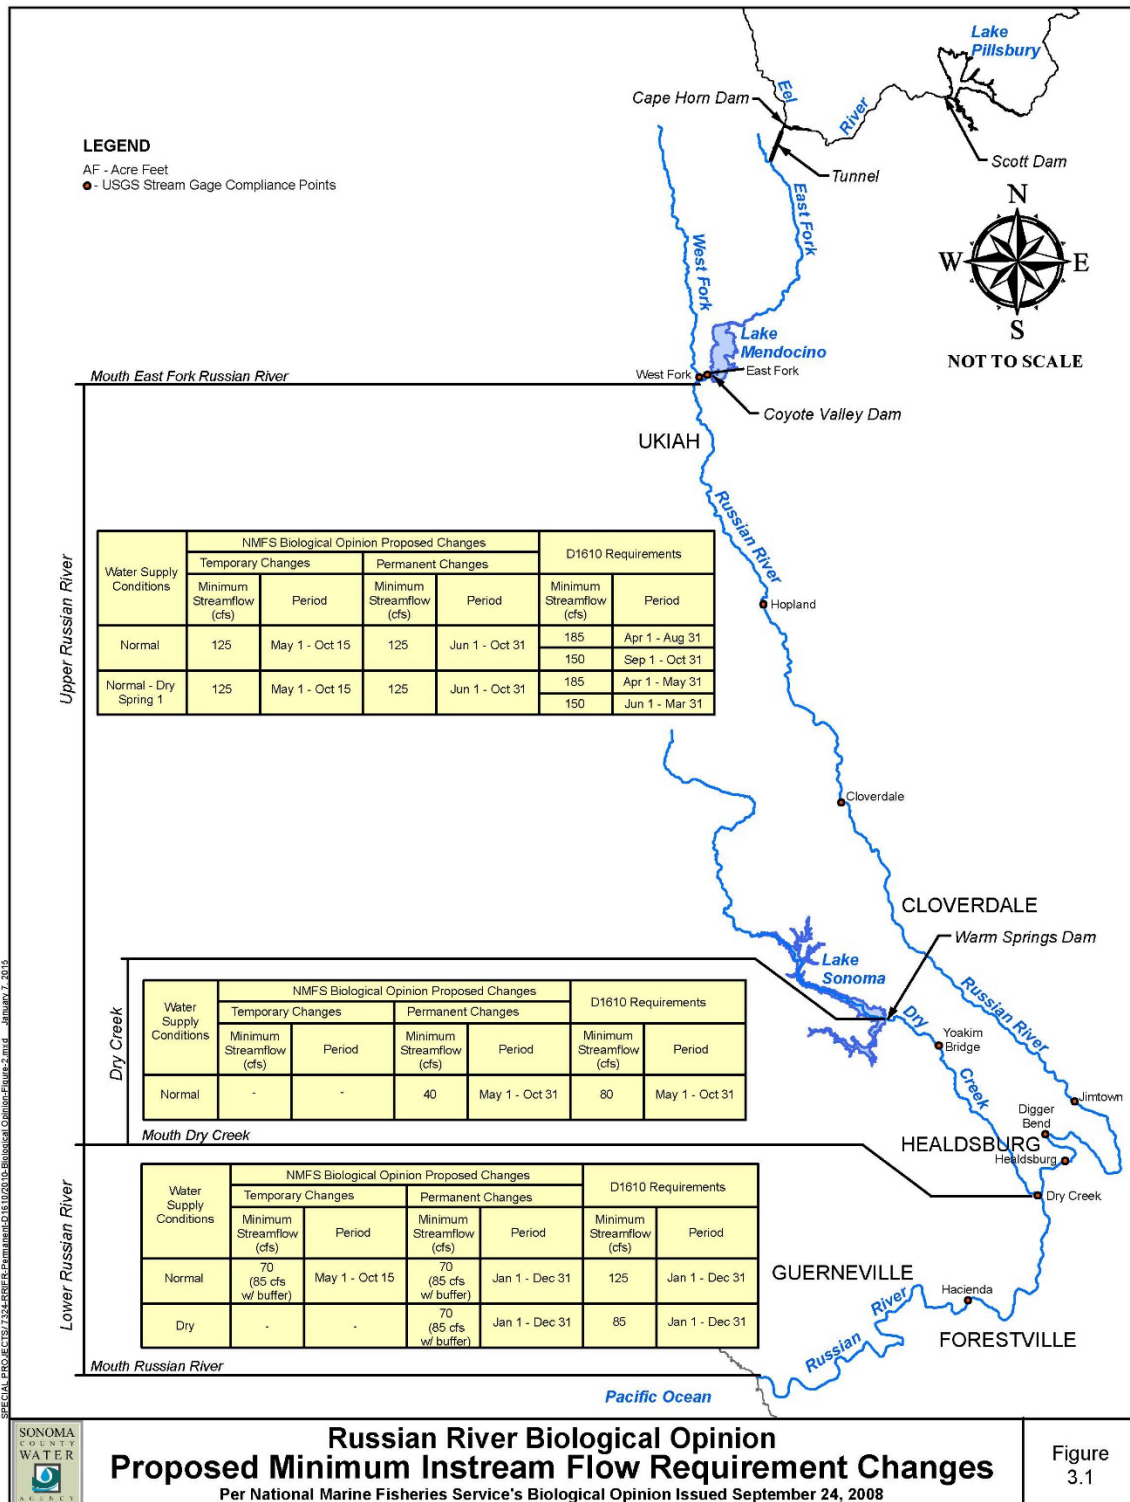 Lake
Pillsbury
Eel
River
Cape Horn Dam
Scott Dam
Tunnel
LEGEND
AF - Acre Feet
- USGS Stream Gage Compliance Points
N
W
E
S
NOT TO SCALE
West Fork
East Fork
Lake
Mendocino
Mouth East Fork Russian River
West Fork
East Fork
Coyote Valley Dam
UKIAH
Russian River
Upper Russian River
Water Supply
Conditions
NMFS Biological Opinion Proposed Changes
D1610 Requirements
Temporary Changes
Permanent Changes
Minimum
Streamflow
(cfs)
Period
Minimum
Streamflow
(cfs)
Period
Minimum
Streamflow
(cfs)
Period
Normal
125
May 1 - Oct 15
125
Jun 1 - Oct 31
185
Apr 1 - Aug 31
150
Sep 1 - Oct 31
Normal - Dry
Spring 1
125
May 1 - Oct 15
125
Jun 1 - Oct 31
185
Apr 1 - May 31
150
Jun 1 - Mar 31
Hopland
Cloverdale
CLOVERDALE
Warm Springs Dam
Lake
Sonoma
Dry
Creek
Russian River
Yoakim
Bridge
Jimtown
Digger
Bend
HEALDSBURG
Healdsburg
Dry Creek
Dry Creek
Water
Supply
Conditions
NMFS Biological Opinion Proposed Changes
D1610 Requirements
Temporary Changes
Permanent Changes
Minimum
Streamflow
(cfs)
Period
Minimum
Streamflow
(cfs)
Period
Minimum
Streamflow
(cfs)
Period
Normal
-
-
40
May 1 - Oct 31
80
May 1 - Oct 31
Mouth Dry Creek
Lower Russian River
Water
Supply
Conditions
NMFS Biological Opinion Proposed Changes
D1610 Requirements
Temporary Changes
Permanent Changes
Minimum
Streamflow
(cfs)
Period
Minimum
Streamflow
(cfs)
Period
Minimum
Streamflow
(cfs)
Period
Normal
70
(85 cfs
w/ buffer)
May 1 - Oct 15
70
(85 cfs
w/ buffer)
Jan 1 - Dec 31
125
Jan 1 - Dec 31
Dry
-
-
70
(85 cfs
w/ buffer)
Jan 1 - Dec 31
85
Jan 1 - Dec 31
GUERNEVILLE
Hacienda
FORESTVILLE
Russian
River
Mouth Russian River
Pacific Ocean
SONOMA
COUNTY
WATER
AGENCY
Russian River Biological Opinion
Proposed Minimum Instream Flow Requirement Changes
Per National Marine Fisheries Service's Biological Opinion Issued September 24, 2008
Figure
3.1
January 7, 2015